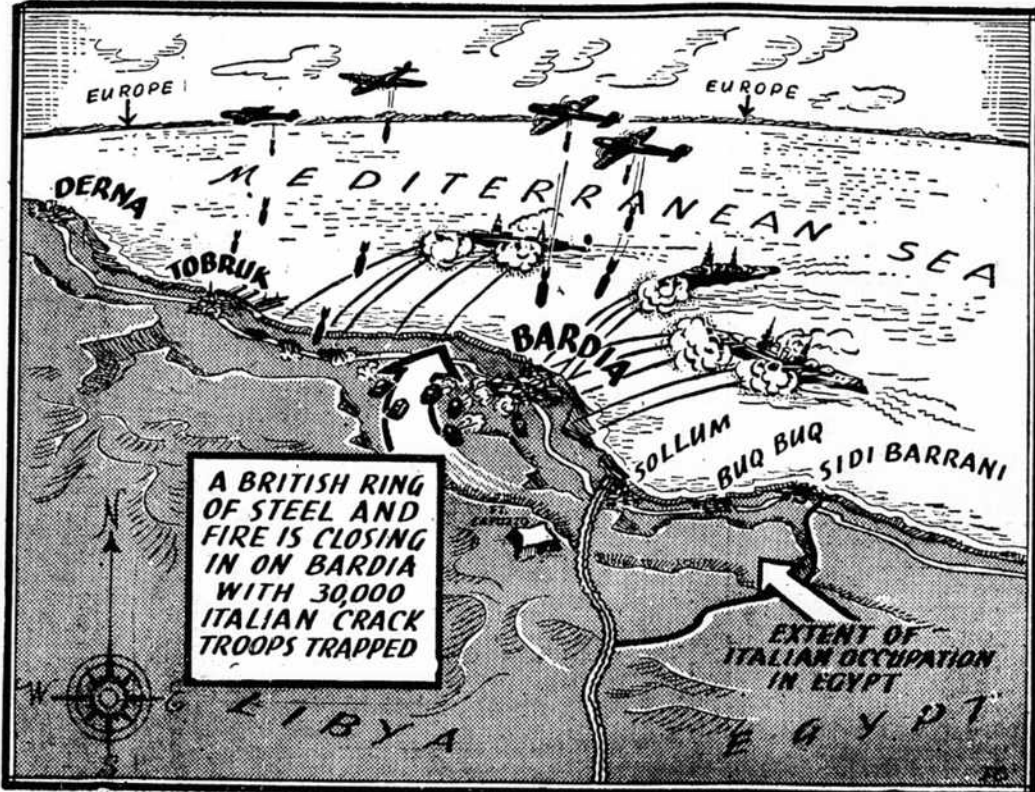 EUROPE
EUROPE
MEDITERRANEAN SEA
DERNA
TOBRUK
BARDIA
SOLLUM
BUQ BUQ
SIDI BARRANI
FT.
CAPUZZO
A BRITISH RING
OF STEEL AND
FIRE IS CLOSING
IN ON BARDIA
WITH 30,000
ITALIAN CRACK
TROOPS TRAPPED
EXTENT OF
ITALIAN OCCUPATION
IN EGYPT
N
W
S
LIBYA
EGYPT